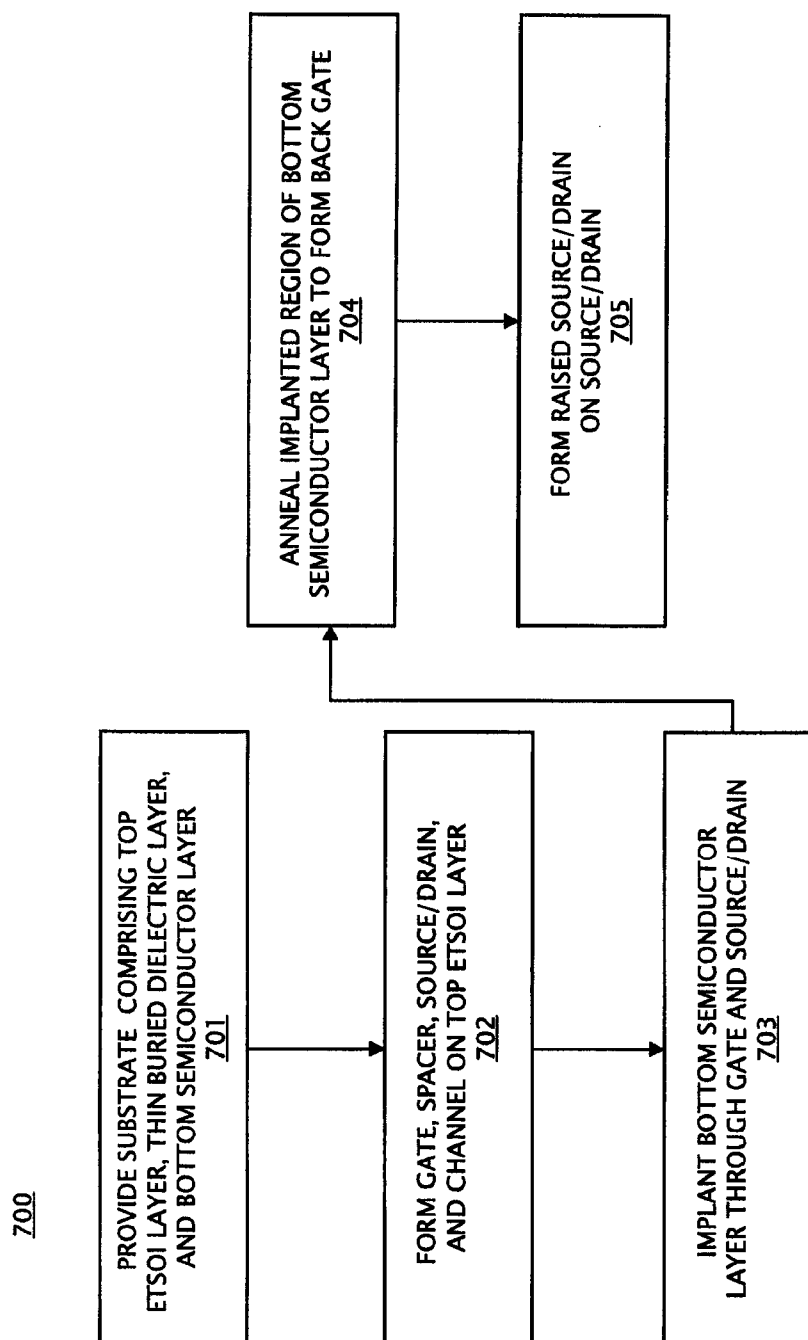 700
PROVIDE SUBSTRATE COMPRISING TOP
ETSOI LAYER, THIN BURIED DIELECTRIC LAYER,
AND BOTTOM SEMICONDUCTOR LAYER
701
FORM GATE, SPACER, SOURCE/DRAIN,
AND CHANNEL ON TOP ETSOI LAYER
702
IMPLANT BOTTOM SEMICONDUCTOR
LAYER THROUGH GATE AND SOURCE/DRAIN
703
ANNEAL IMPLANTED REGION OF BOTTOM
SEMICONDUCTOR LAYER TO FORM BACK GATE
704
FORM RAISED SOURCE/DRAIN
ON SOURCE/DRAIN
705